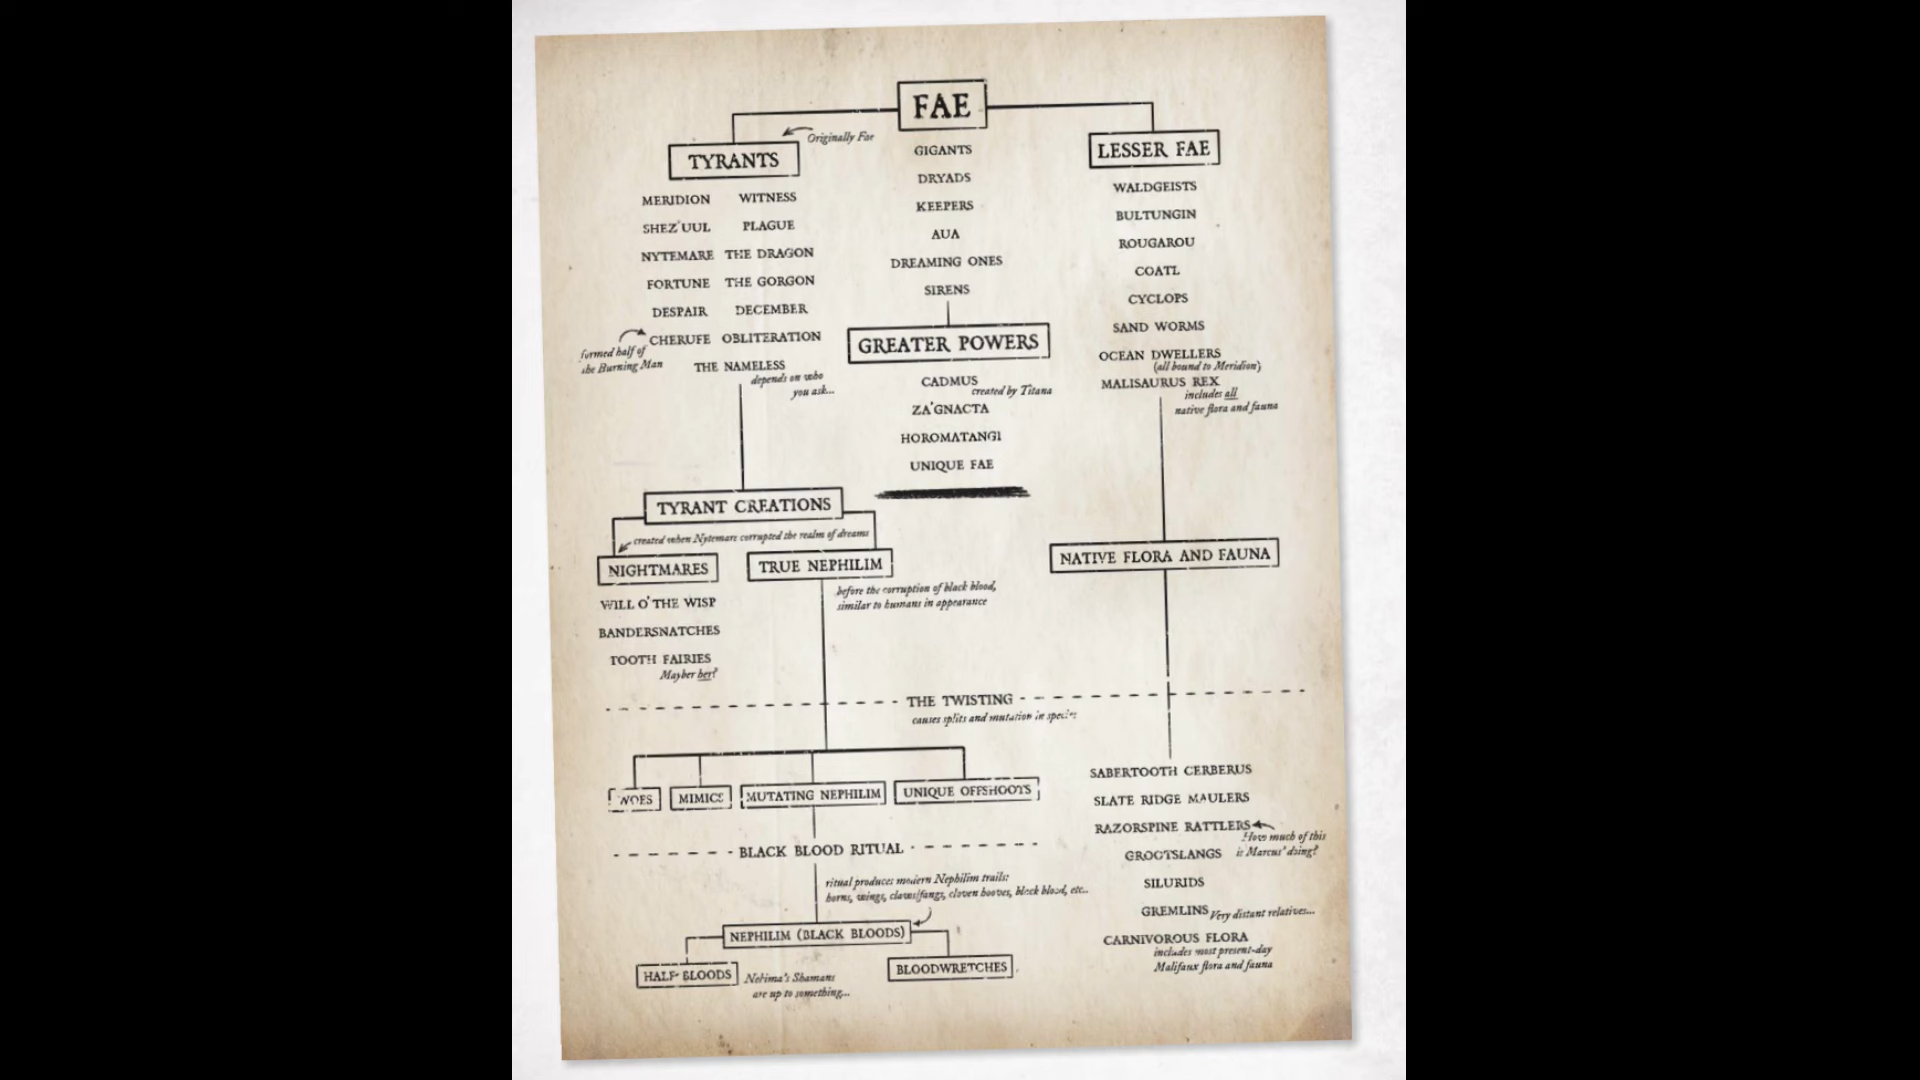 FAE
Originally Fae
TYRANTS
MERIDION WITNESS
SHEZ'UUL PLAGUE
NYTEMARE THE DRAGON
FORTUNE THE GORGON
DESPAIR DECEMBER
CHERUFE OBLITERATION
formed half of
the Burning Man
THE NAMELESS
depends on who
you ask...
GIGANTS
DRYADS
KEEPERS
AUA
DREAMING ONES
SIRENS
GREATER POWERS
CADMUS
created by Titana
ZA'GNACTA
HOROMATANGI
UNIQUE FAE
LESSER FAE
WALDGEISTS
BULTUNGIN
ROUGAROU
COATL
CYCLOPS
SAND WORMS
OCEAN DWELLERS
(all bound to Meridion)
MALISAURUS REX
includes all
native flora and fauna
TYRANT CREATIONS
created when Nytemare corrupted the realm of dreams
NIGHTMARES
WILL O' THE WISP
BANDERSNATCHES
TOOTH FAIRIES
Mayber her?
TRUE NEPHILIM
before the corruption of black blood,
similar to humans in appearance
NATIVE FLORA AND FAUNA
THE TWISTING
causes splits and mutation in species
WOES
MIMICS
MUTATING NEPHILIM
UNIQUE OFFSHOOTS
BLACK BLOOD RITUAL
ritual produces modern Nephilim trails:
horns, wings, claws/fangs, cloven hooves, black blood, etc..
NEPHILIM (BLACK BLOODS)
HALF-BLOODS
Nekima's Shamans
are up to something...
BLOODWRETCHES
SABERTOOTH CERBERUS
SLATE RIDGE MAULERS
RAZORSPINE RATTLERS
How much of this
is Marcus' doing?
GROOTSLANGS
SILURIDS
GREMLINS Very distant relatives...
CARNIVOROUS FLORA
includes most present-day
Malifaux flora and fauna